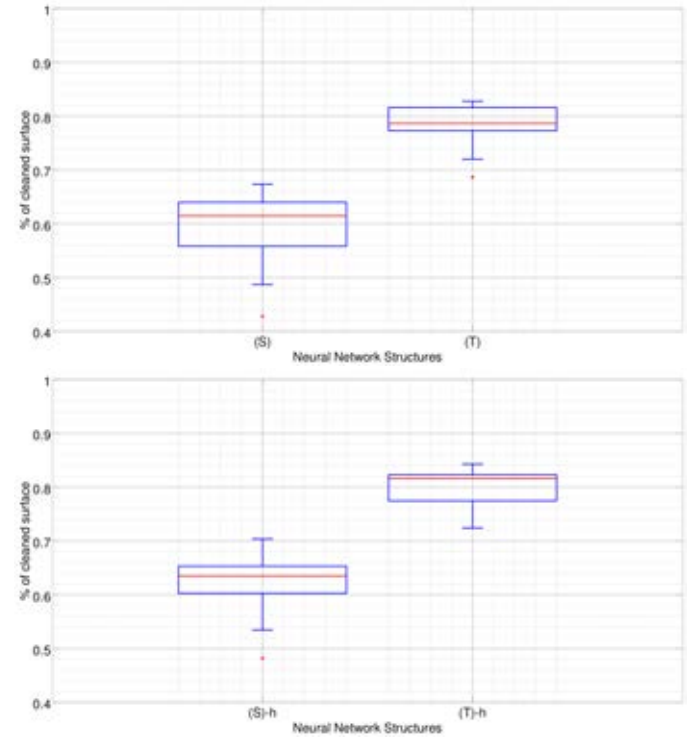 1
0.9
0.8
0.7
0.6
0.5
0.4
% of cleaned surface
(S) (T)
Neural Network Structures
1
0.9
0.8
0.7
0.6
0.5
0.4
% of cleaned surface
(S)-h (T)-h
Neural Network Structures